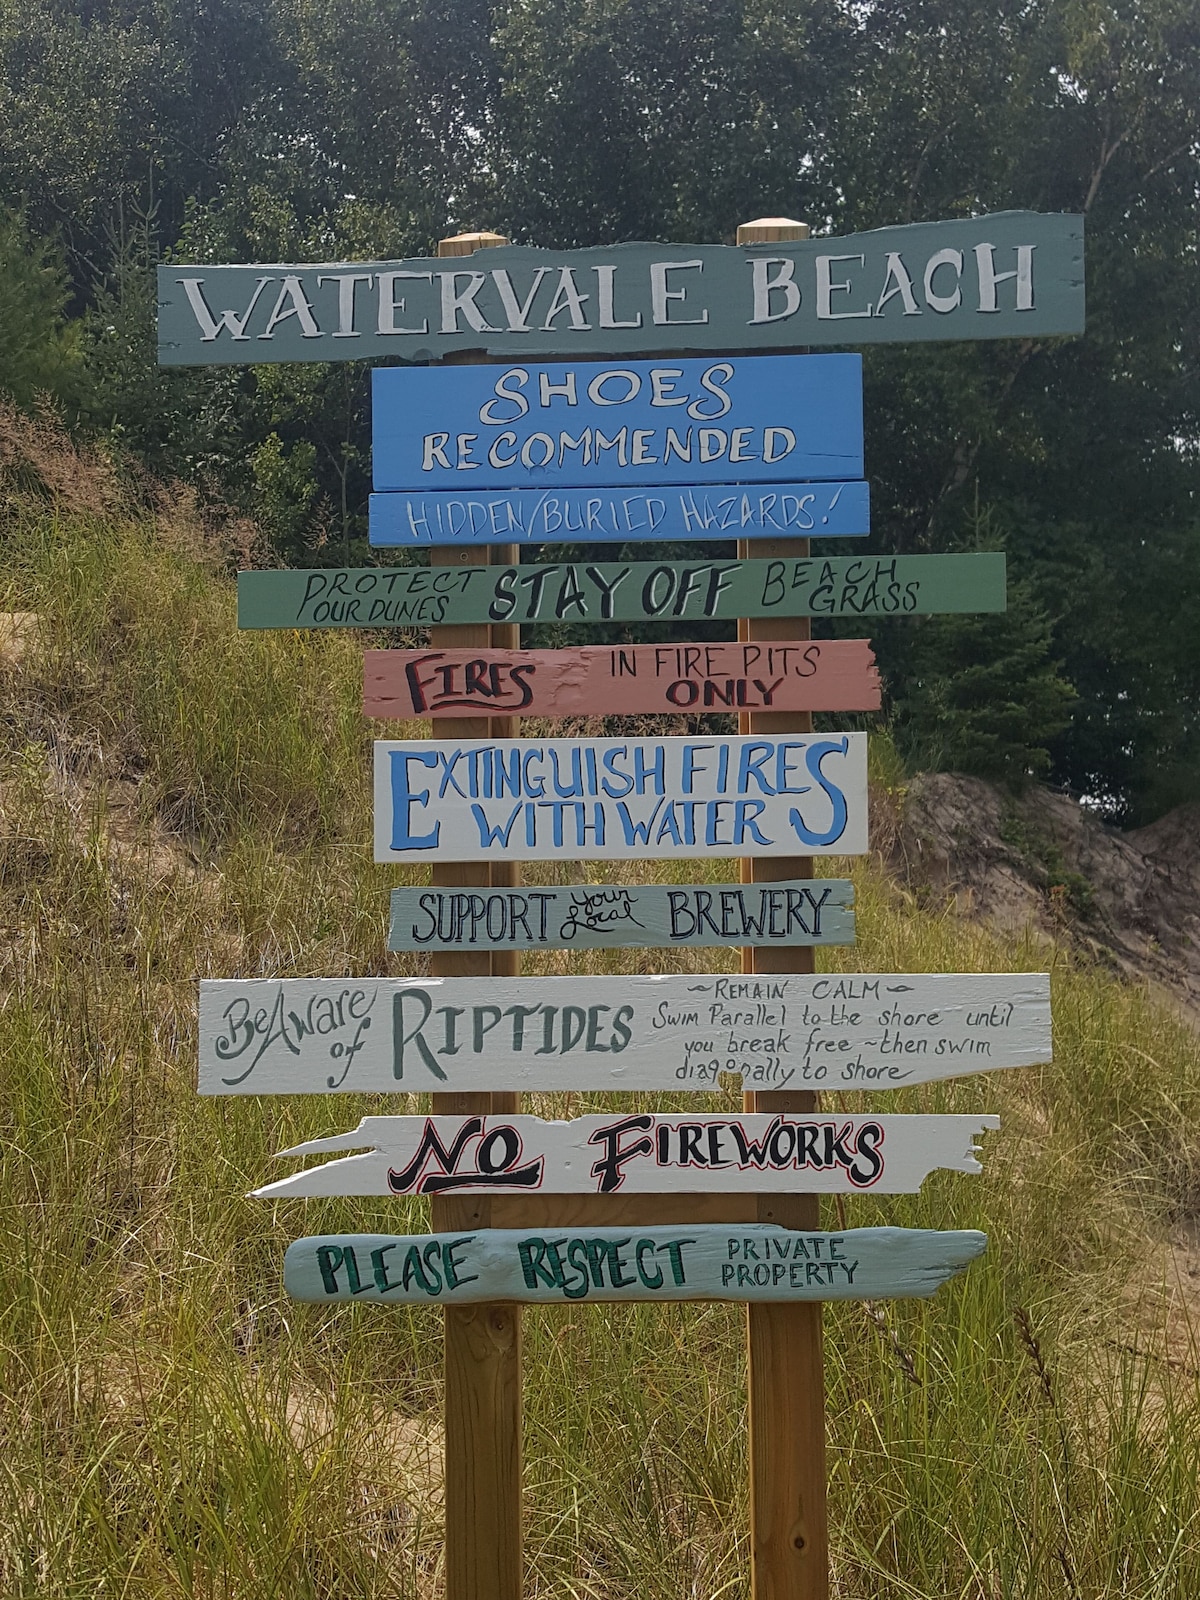 WATERVALE BEACH
SHOES
RECOMMENDED
HIDDEN/BURIED HAZARDS!
PROTECT
OUR DUNES
STAY OFF
BEACH
GRASS
FIRES
IN FIRE PITS
ONLY
EXTINGUISH FIRES
WITH WATER
SUPPORT your Local BREWERY
BeAware
of
RIPTIDES
~REMAIN CALM~
Swim Parallel to the shore until
you break free ~ then swim
diagonally to shore
NO FIREWORKS
PLEASE RESPECT
PRIVATE
PROPERTY